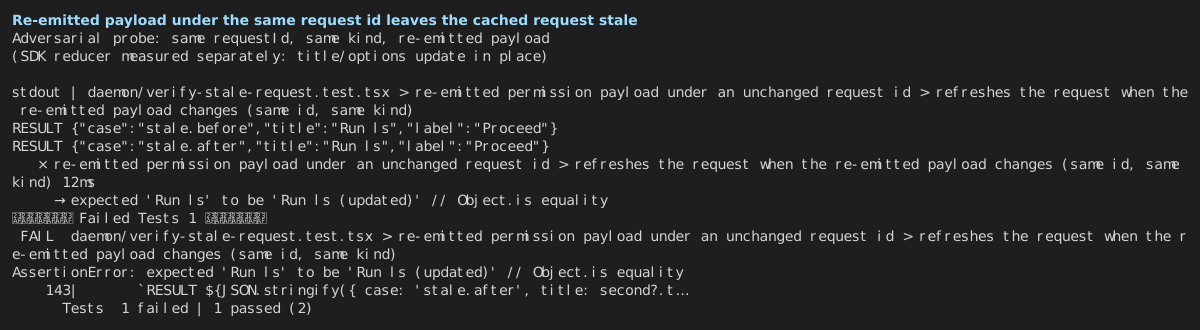 Re-emitted payload under the same request id leaves the cached request stale
Adversarial probe: same requestId, same kind, re-emitted payload
(SDK reducer measured separately: title/options update in place)
stdout | daemon/verify-stale-request.test.tsx > re-emitted permission payload under an unchanged request id > refreshes the request when the
re-emitted payload changes (same id, same kind)
RESULT {"case":"stale.before","title":"Run ls","label":"Proceed"}
RESULT {"case":"stale.after","title":"Run ls","label":"Proceed"}
× re-emitted permission payload under an unchanged request id > refreshes the request when the re-emitted payload changes (same id, same
kind) 12ms
→ expected 'Run ls' to be 'Run ls (updated)' // Object.is equality
Failed Tests 1
FAIL daemon/verify-stale-request.test.tsx > re-emitted permission payload under an unchanged request id > refreshes the request when the r
e-emitted payload changes (same id, same kind)
AssertionError: expected 'Run ls' to be 'Run ls (updated)' // Object.is equality
143| `RESULT ${JSON.stringify({ case: 'stale.after', title: second?.t…
Tests 1 failed | 1 passed (2)